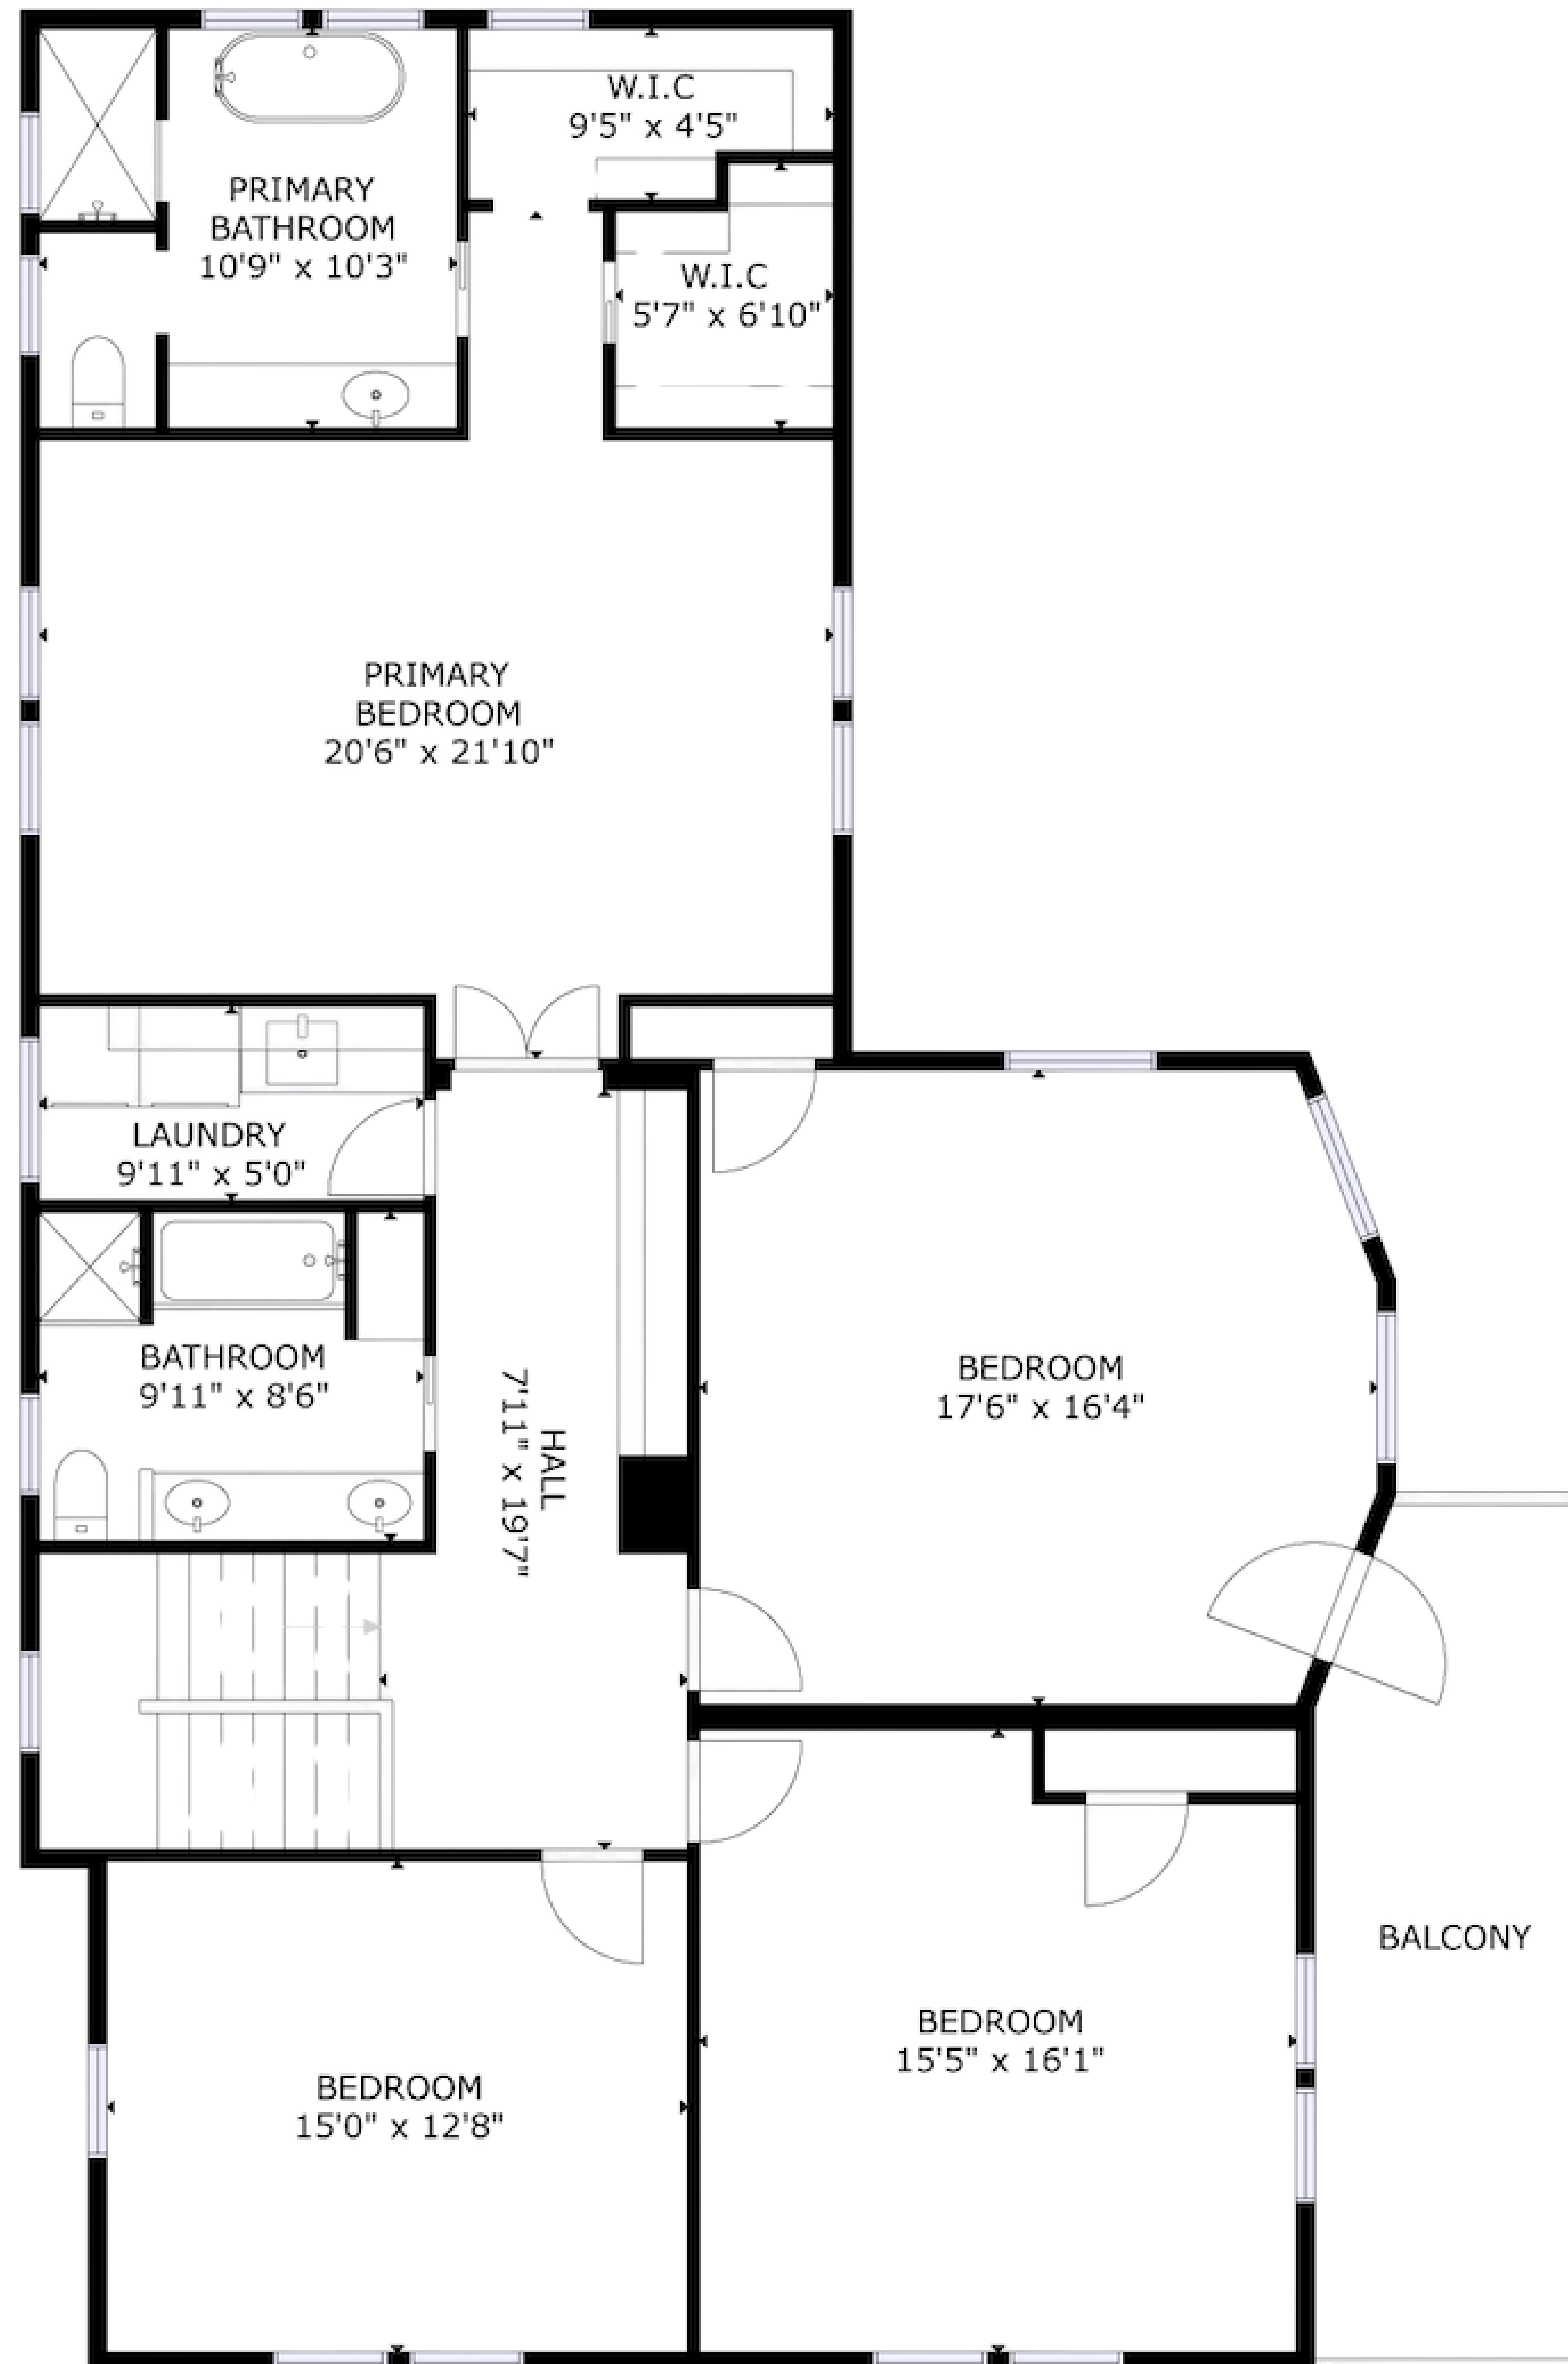 W.I.C
9'5" x 4'5"
PRIMARY
BATHROOM
10'9" x 10'3"
W.I.C
5'7" x 6'10"
PRIMARY
BEDROOM
20'6" x 21'10"
LAUNDRY
9'11" x 5'0"
BATHROOM
9'11" x 8'6"
HALL
7'11" x 19'7"
BEDROOM
17'6" x 16'4"
BALCONY
BEDROOM
15'5" x 16'1"
BEDROOM
15'0" x 12'8"